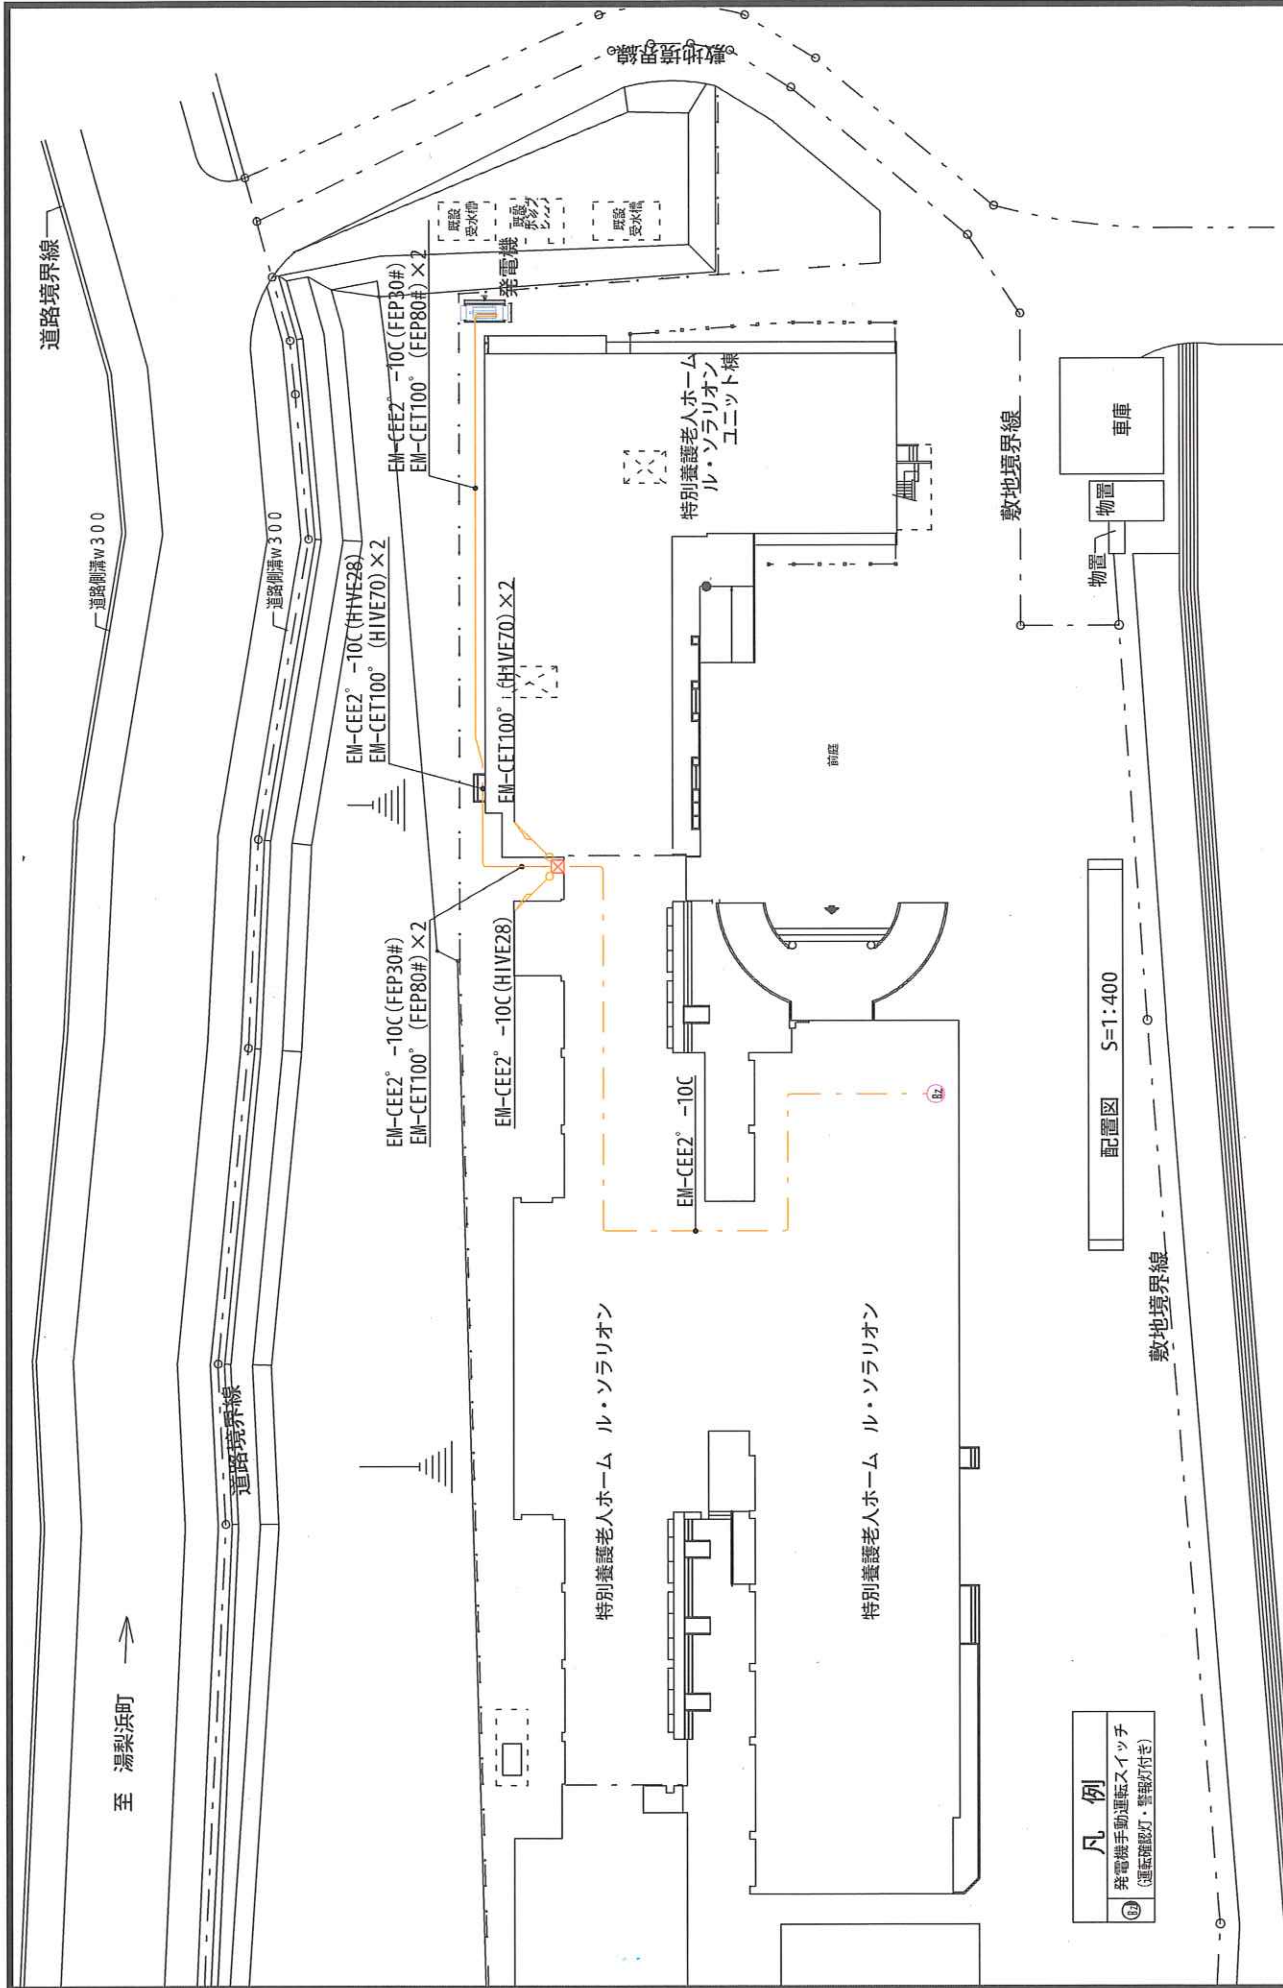 道路境界線
道路側溝w300
至 湯梨浜町
道路境界線
道路側溝w300
EM-CEE2° -10C(HIVE28)
EM-CET100° (HIVE70)×2
EM-CEE2° -10C(FEP30#)
EM-CET100° (FEP80#)×2
発電機
既設
受水槽
既設
既設
受水槽
敷地境界線
EM-CEE2° -10C(FEP30#)
EM-CET100° (FEP80#)×2
EM-CEE2° -10C(HIVE28)
EM-CET100° (HIVE70)×2
特別養護老人ホーム
ル・ソラリオン
ユニット棟
特別養護老人ホーム ル・ソラリオン
EM-CEE2° -10C
前庭
特別養護老人ホーム ル・ソラリオン
Bz
敷地境界線
車庫
物置
物置
配置図 S=1:400
敷地境界線
凡 例
Bz 発電機手動運転スイッチ
(運転確認灯・警報灯付き)